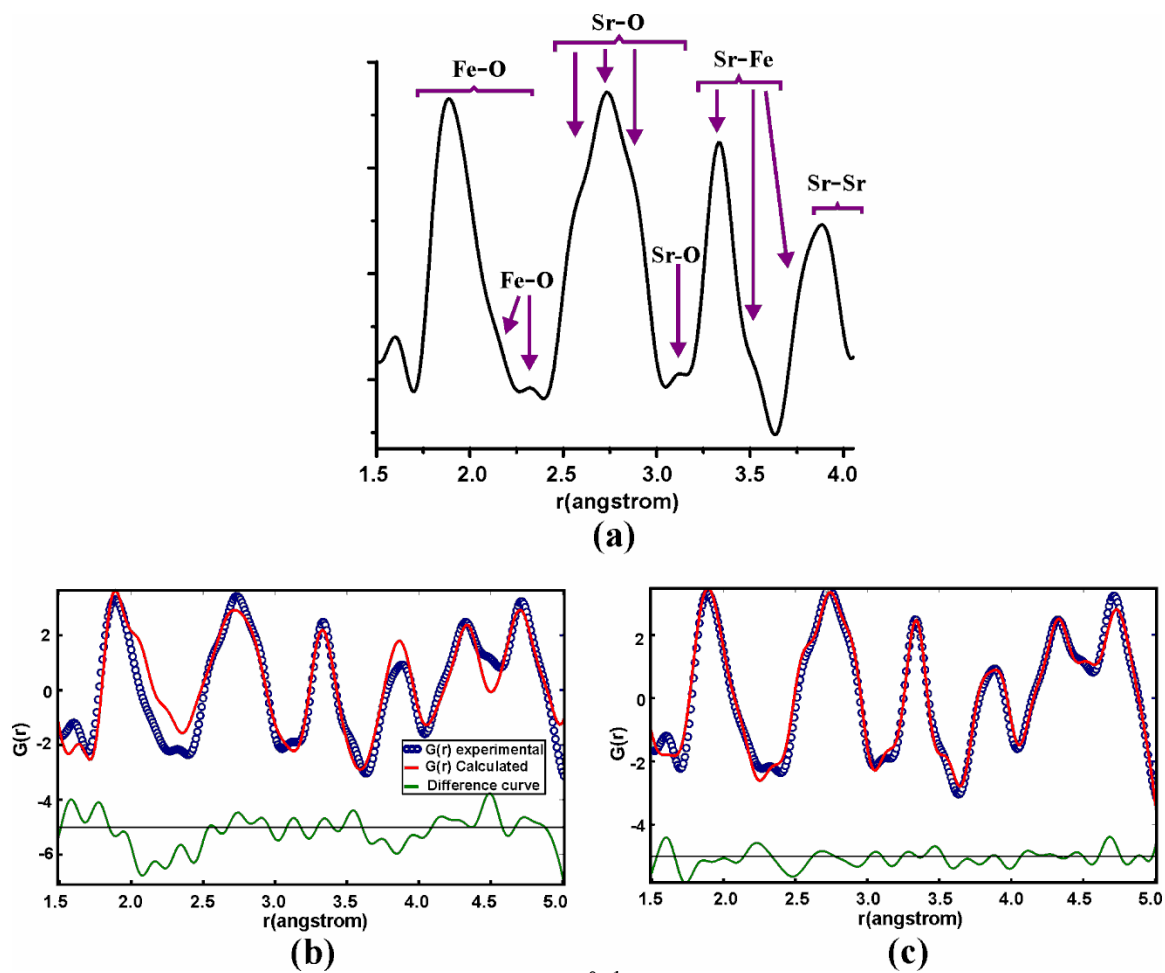 Sr-O
Fe-O
Sr-Fe
Sr-Sr
Fe-O
Sr-O
1.5 2.0 2.5 3.0 3.5 4.0
r(angstrom)
(a)
2
0
-2
-4
-6
G(r)
G(r) experimental
G(r) Calculated
Difference curve
1.5 2.0 2.5 3.0 3.5 4.0 4.5 5.0
r(angstrom)
(b)
2
0
-2
-4
G(r)
1.5 2.0 2.5 3.0 3.5 4.0 4.5 5.0
r(angstrom)
(c)